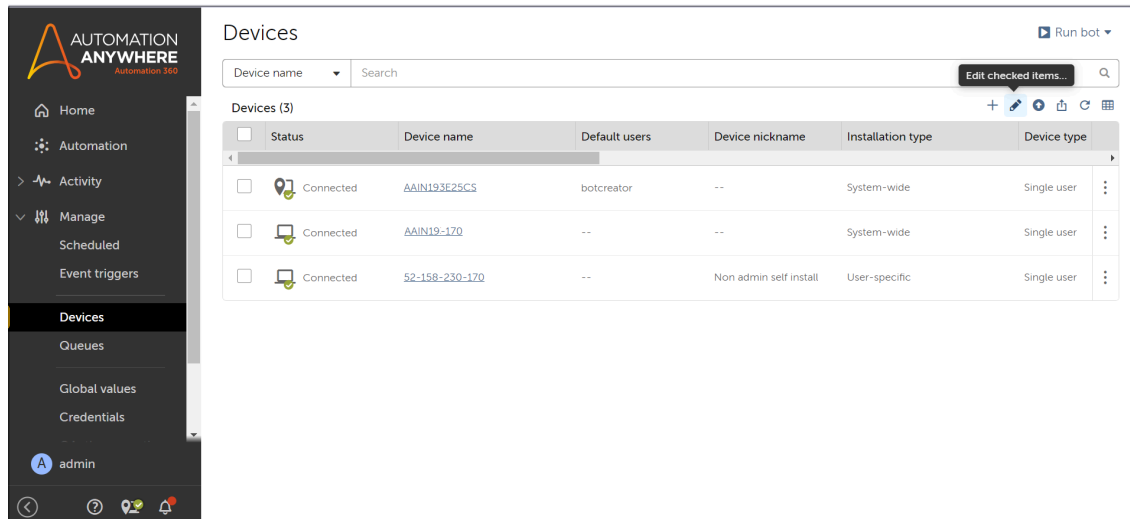 AUTOMATION
ANYWHERE
Automation 360
Home
Automation
Activity
Manage
Scheduled
Event triggers
Devices
Queues
Global values
Credentials
A admin
Devices
Run bot
Device name Search
Edit checked items...
Devices (3)
Status Device name Default users Device nickname Installation type Device type
Connected AAIN193E25CS botcreator -- System-wide Single user
Connected AAIN19.-170 -- -- System-wide Single user
Connected 52-158-230-170 -- Non admin self install User-specific Single user